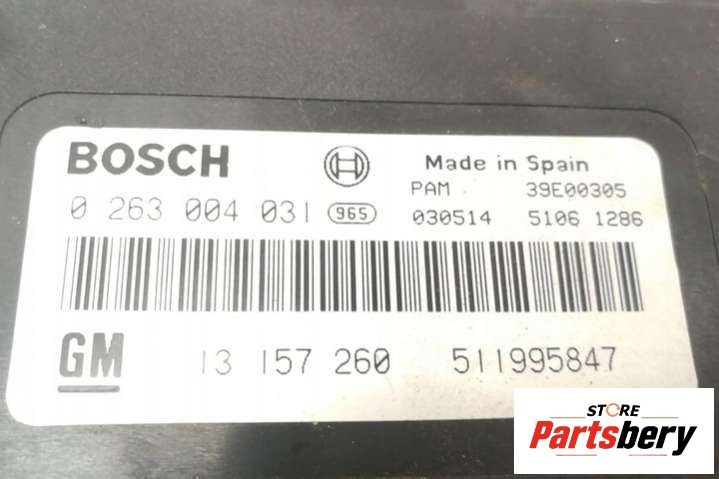 BOSCH
Made in Spain
PAM 39E00305
0 263 004 031 965 030514 5106 1286
GM 13 157 260 511995847
STORE
Partsbery